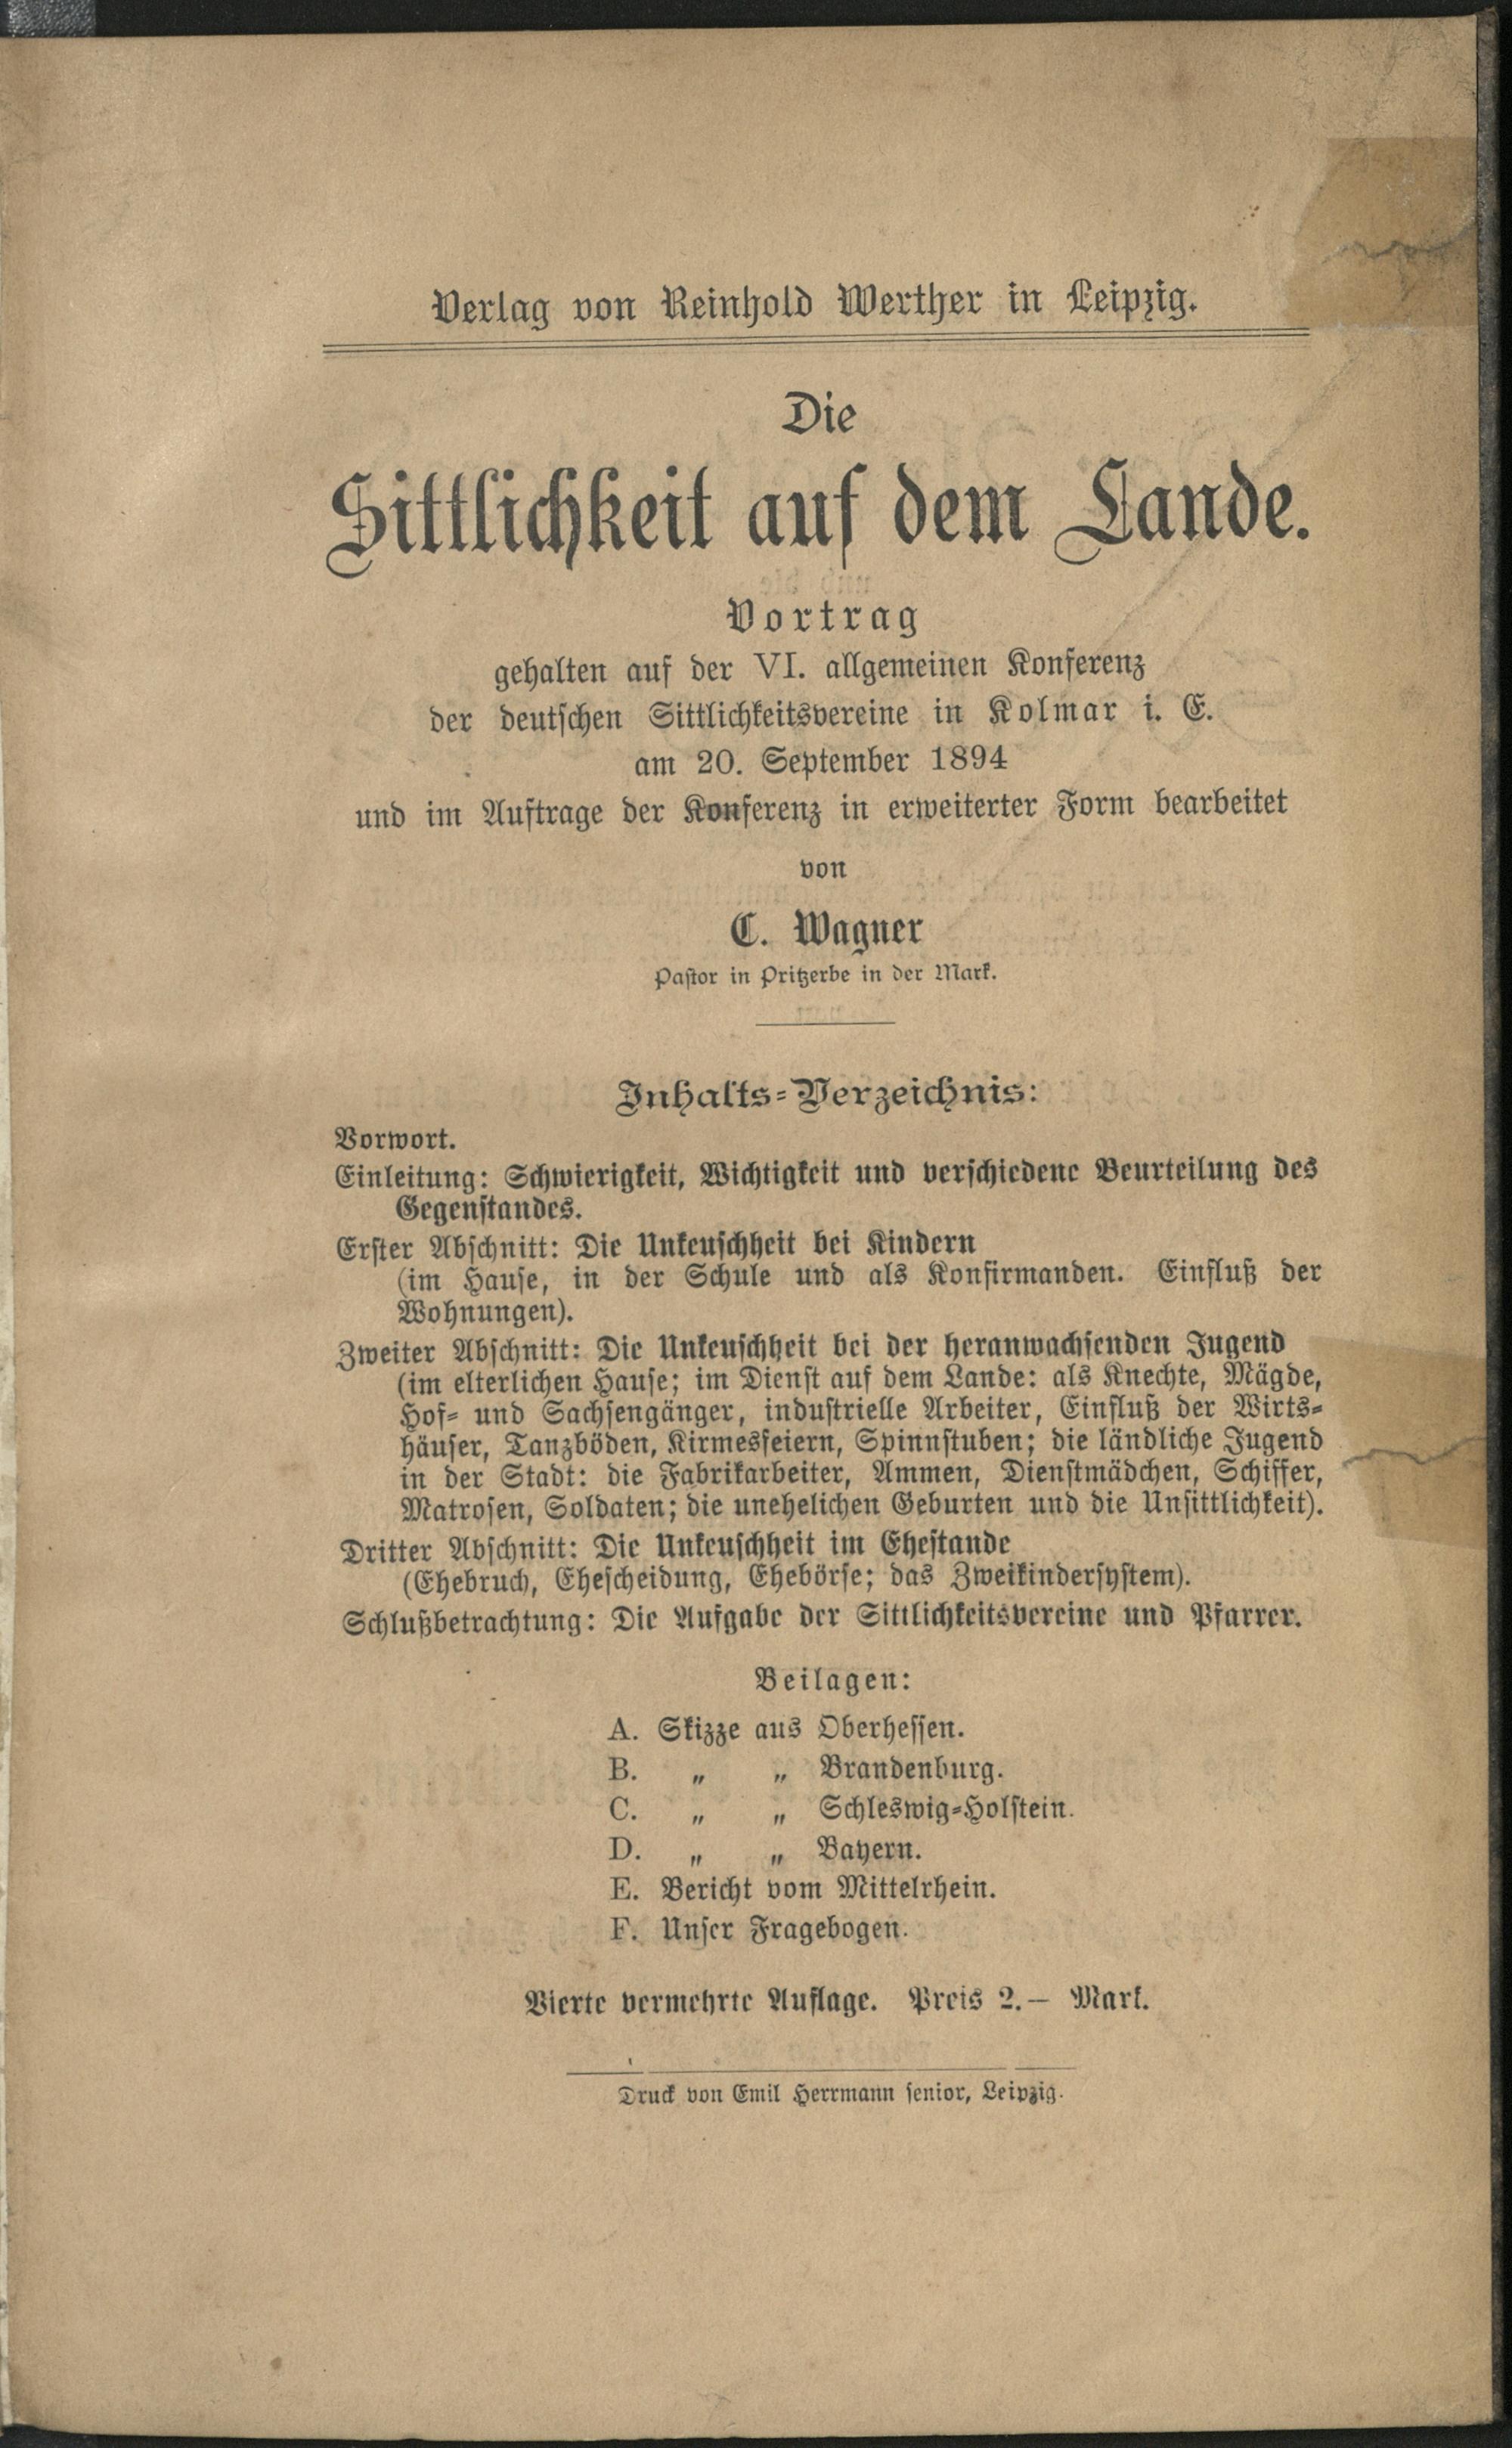 Verlag von Reinhold Werther in Leipzig.
Die
Sittlichkeit auf dem Lande.
Vortrag
gehalten auf der VI. allgemeinen Konferenz
der deutschen Sittlichkeitsvereine in Kolmar i. E.
am 20. September 1894
und im Auftrage der Konferenz in erweiterter Form bearbeitet
von
C. Wagner
Pastor in Pritzerbe in der Mark.
Inhalts-Verzeichnis:
Vorwort.
Einleitung: Schwierigkeit, Wichtigkeit und verschiedene Beurteilung des
Gegenstandes.
Erster Abschnitt: Die Unkeuschheit bei Kindern
(im Hause, in der Schule und als Konfirmanden. Einfluß der
Wohnungen).
Zweiter Abschnitt: Die Unkeuschheit bei der heranwachsenden Jugend
(im elterlichen Hause; im Dienst auf dem Lande: als Knechte, Mägde,
Hof- und Sachsengänger, industrielle Arbeiter, Einfluß der Wirts-
häuser, Tanzböden, Kirmesfeiern, Spinnstuben; die ländliche Jugend
in der Stadt: die Fabrikarbeiter, Ammen, Dienstmädchen, Schiffer,
Matrosen, Soldaten; die unehelichen Geburten und die Unsittlichkeit).
Dritter Abschnitt: Die Unkeuschheit im Ehestande
(Ehebruch, Ehescheidung, Ehebörse; das Zweikindersystem).
Schlußbetrachtung: Die Aufgabe der Sittlichkeitsvereine und Pfarrer.
Beilagen:
A. Skizze aus Oberhessen.
B. „ „ Brandenburg.
C. „ „ Schleswig-Holstein.
D. „ „ Bayern.
E. Bericht vom Mittelrhein.
F. Unser Fragebogen.
Vierte vermehrte Auflage. Preis 2.— Mark.
Druck von Emil Herrmann senior, Leipzig.